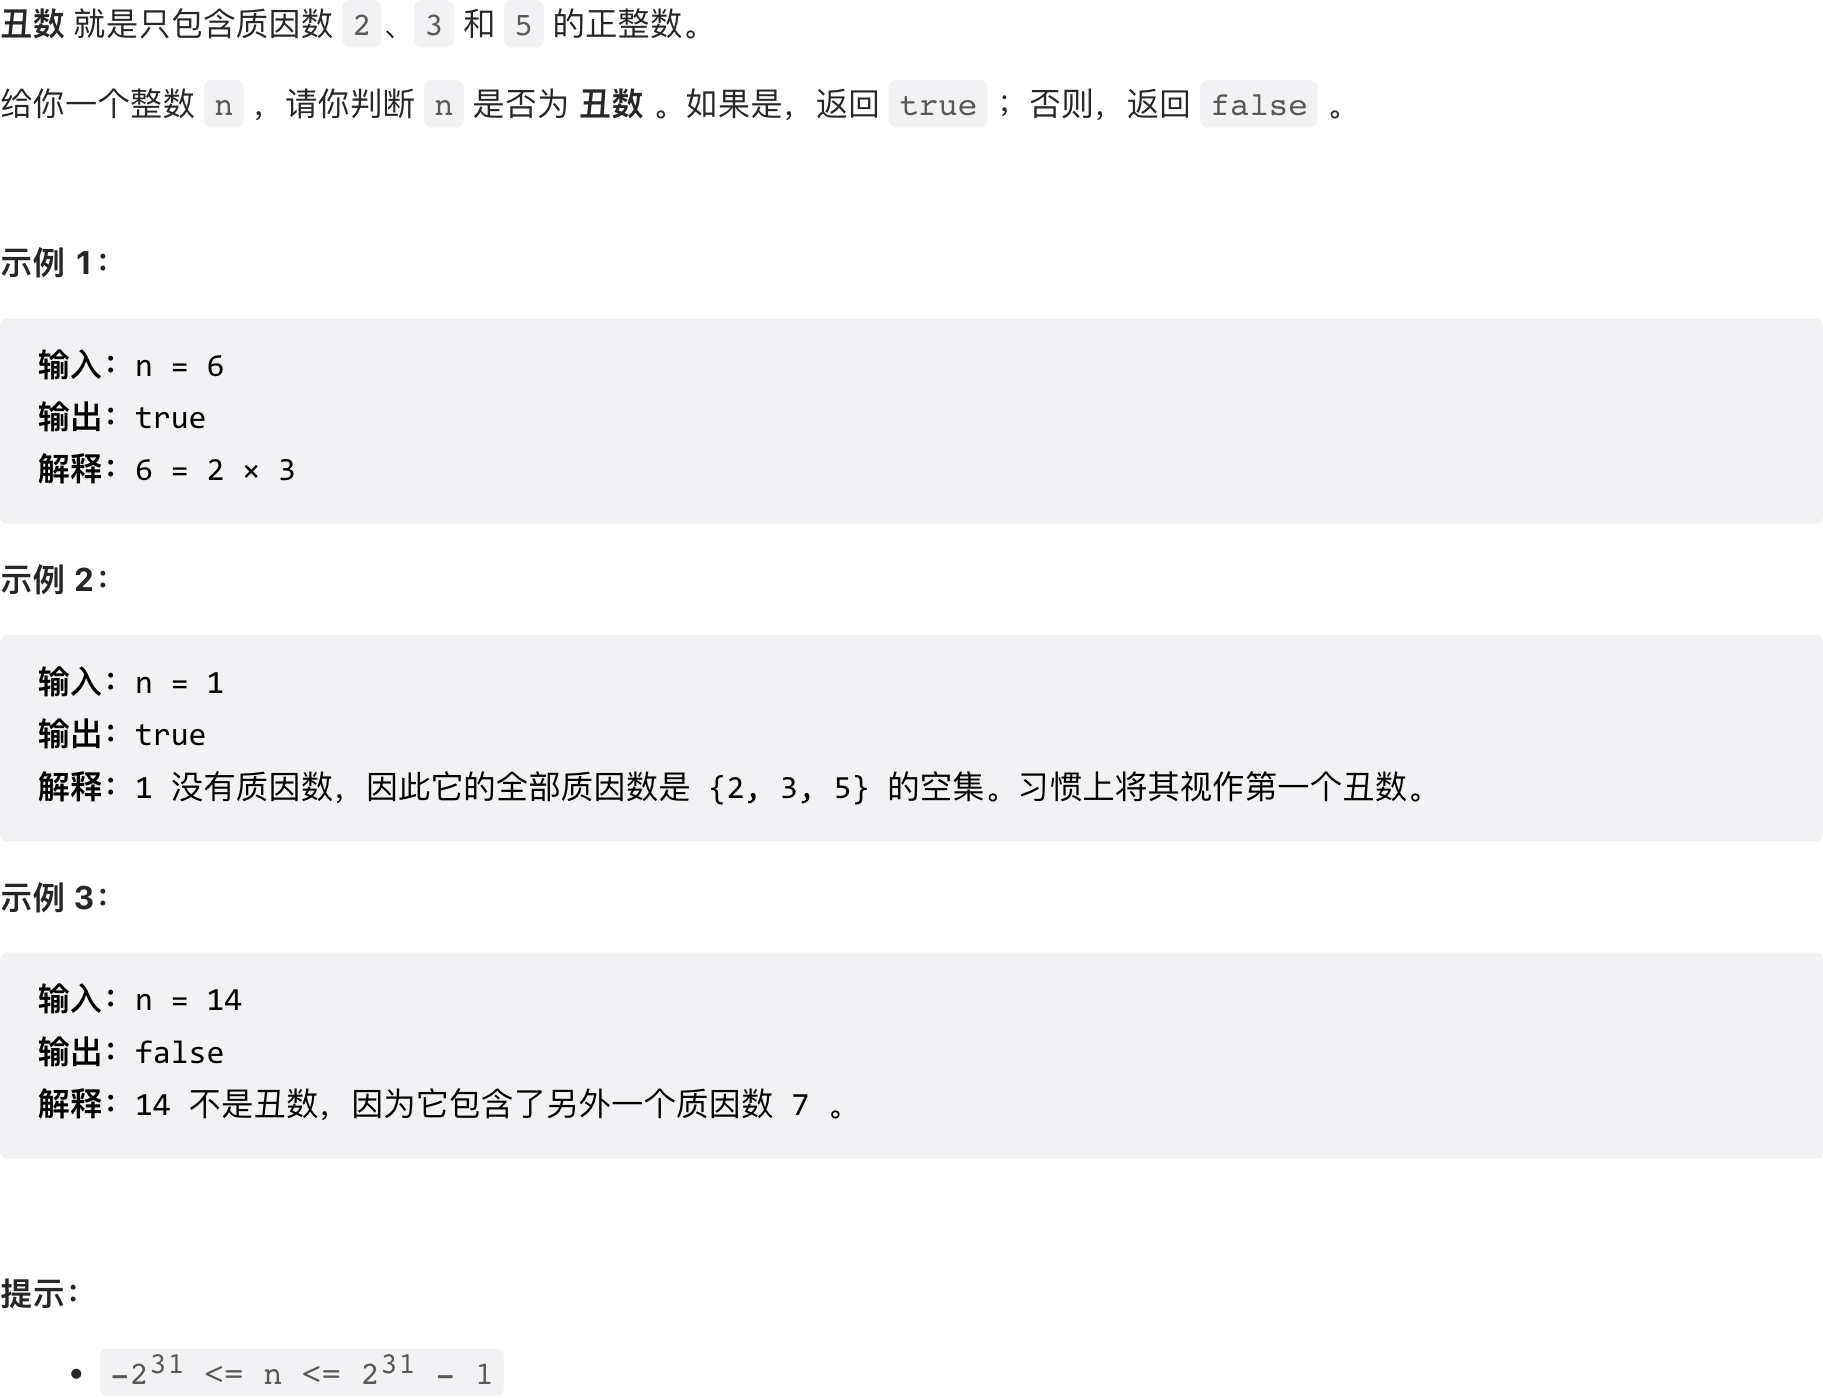 丑数 就是只包含质因数 2、3 和 5 的正整数。
给你一个整数 n ，请你判断 n 是否为 丑数 。如果是，返回 true ；否则，返回 false 。
示例 1：
输入：n = 6
输出：true
解释：6 = 2 × 3
示例 2：
输入：n = 1
输出：true
解释：1 没有质因数，因此它的全部质因数是 {2, 3, 5} 的空集。习惯上将其视作第一个丑数。
示例 3：
输入：n = 14
输出：false
解释：14 不是丑数，因为它包含了另外一个质因数 7 。
提示：
• -2³¹ <= n <= 2³¹ - 1